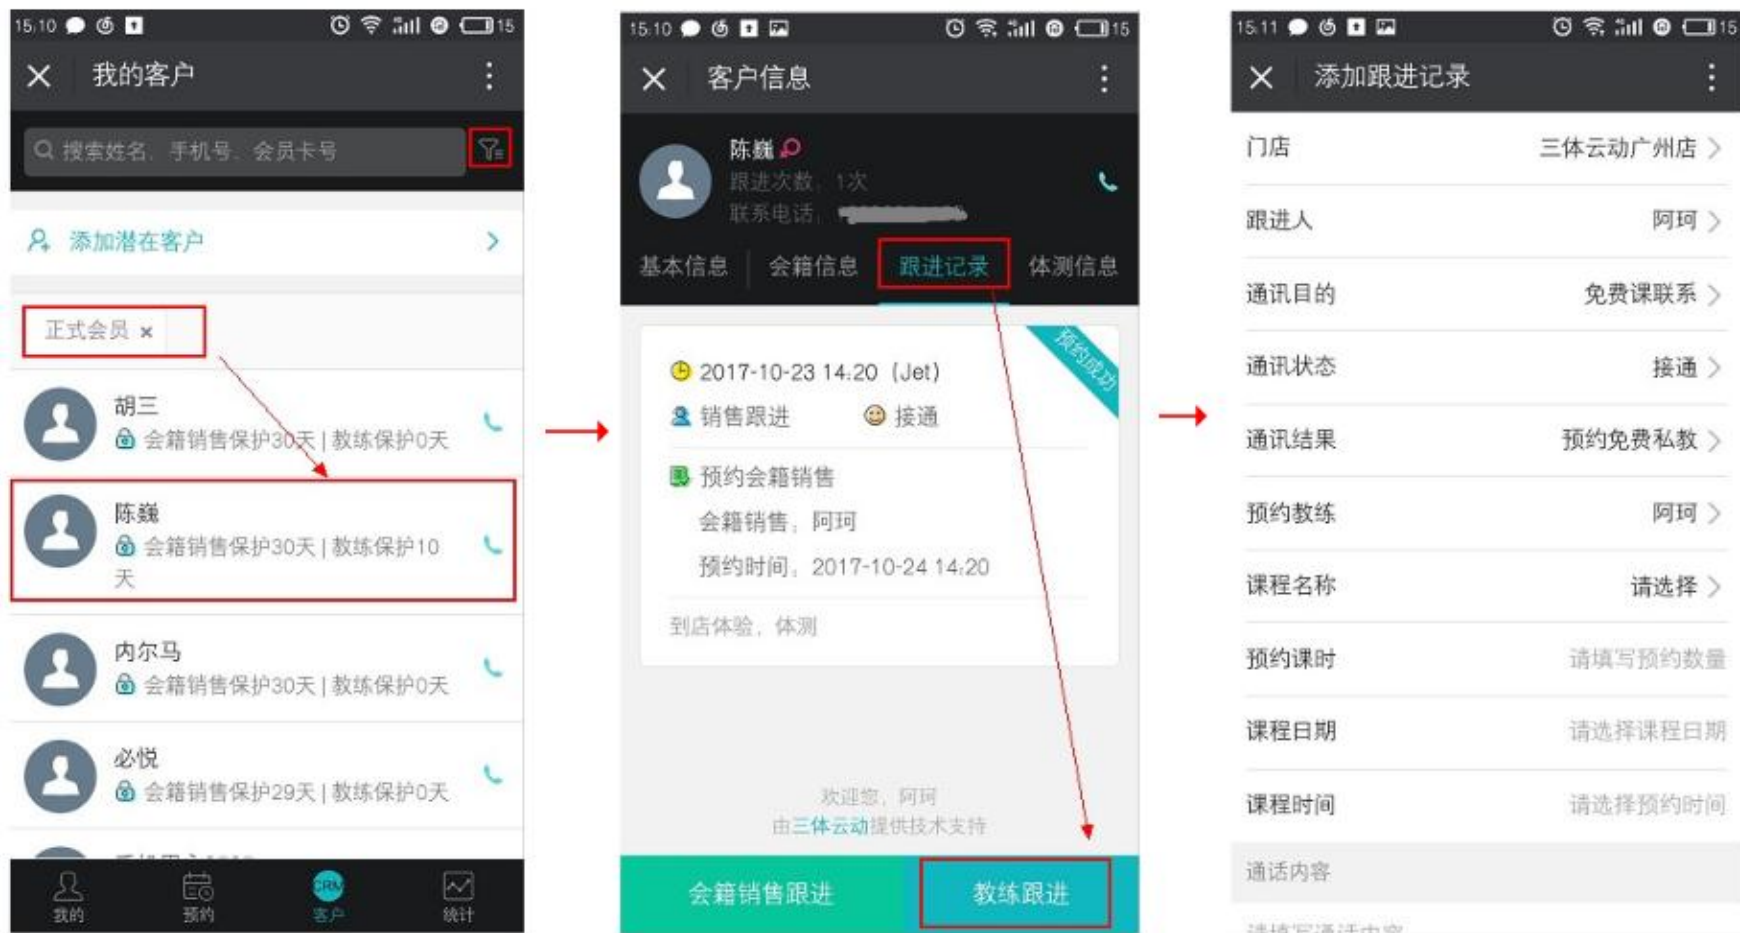 15:10
15
我的客户
搜索姓名、手机号、会员卡号
添加潜在客户
正式会员 ×
胡三
会籍销售保护30天 | 教练保护0天
陈巍
会籍销售保护30天 | 教练保护10
天
内尔马
会籍销售保护30天 | 教练保护0天
必悦
会籍销售保护29天 | 教练保护0天
我的
预约
CRM
客户
统计
15:10
15
客户信息
陈巍
跟进次数：1次
联系电话：
基本信息
会籍信息
跟进记录
体测信息
预约成功
2017-10-23 14:20（Jet）
销售跟进
接通
预约会籍销售
会籍销售：阿珂
预约时间：2017-10-24 14:20
到店体验，体测
欢迎您，阿珂
由三体云动提供技术支持
会籍销售跟进
教练跟进
15:11
15
添加跟进记录
门店 三体云动广州店
跟进人 阿珂
通讯目的 免费课联系
通讯状态 接通
通讯结果 预约免费私教
预约教练 阿珂
课程名称 请选择
预约课时 请填写预约数量
课程日期 请选择课程日期
课程时间 请选择预约时间
通话内容
请填写通话内容